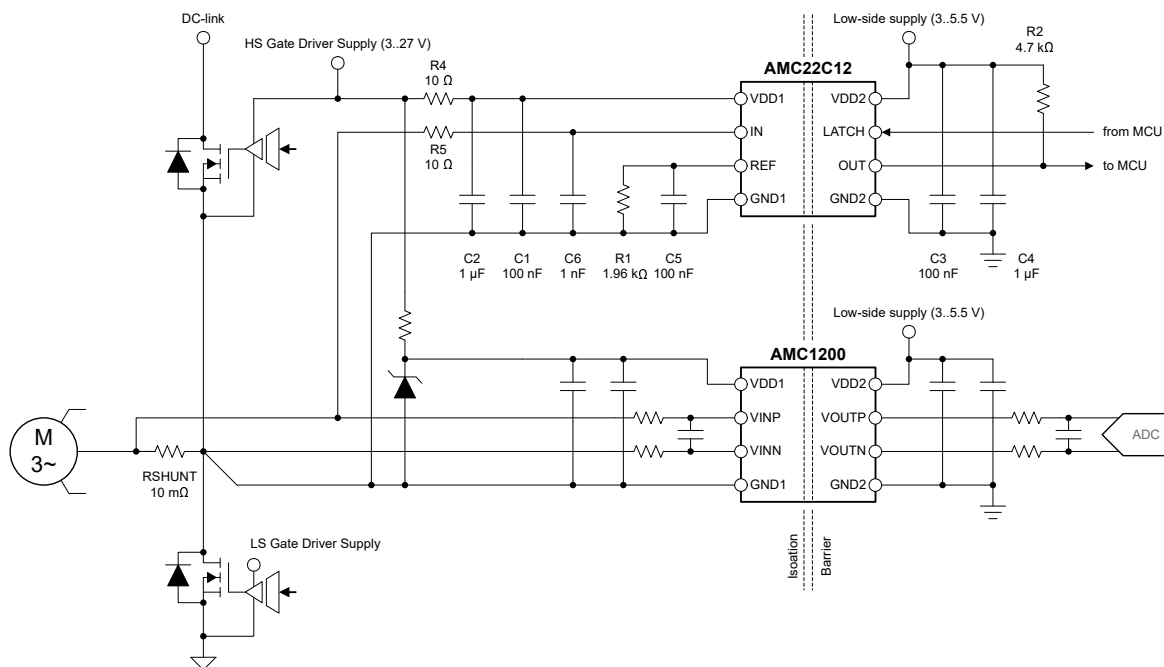 DC-link
HS Gate Driver Supply (3..27 V)
Low-side supply (3..5.5 V)
R2
4.7 kΩ
R4
10 Ω
AMC22C12
VDD1
VDD2
IN
LATCH
from MCU
R5
10 Ω
REF
OUT
to MCU
GND1
GND2
C2
1 µF
C1
100 nF
C6
1 nF
R1
1.96 kΩ
C5
100 nF
C3
100 nF
C4
1 µF
Low-side supply (3..5.5 V)
AMC1200
VDD1
VDD2
VINP
VOUTP
M
3~
ADC
VINN
VOUTN
RSHUNT
10 mΩ
GND1
GND2
LS Gate Driver Supply
Isoation
Barrier